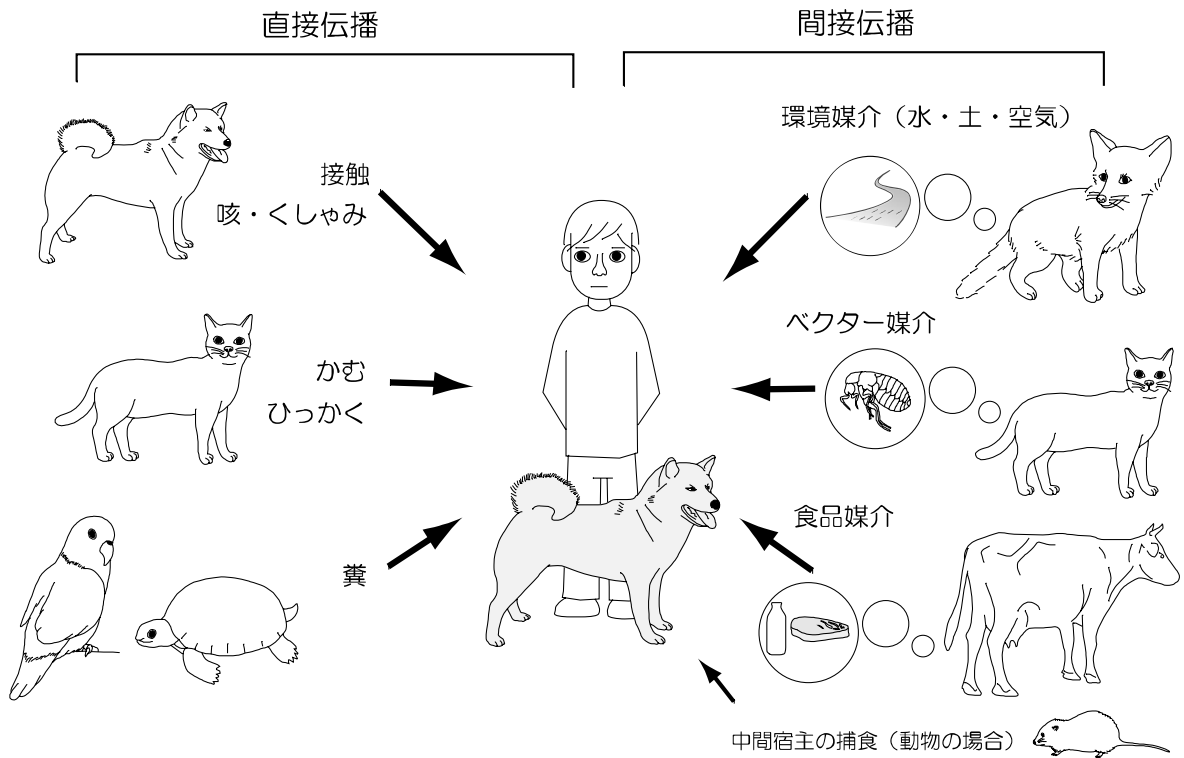 直接伝播
接触
咳・くしゃみ
かむ
ひっかく
糞
間接伝播
環境媒介（水・土・空気）
ベクター媒介
食品媒介
中間宿主の捕食（動物の場合）